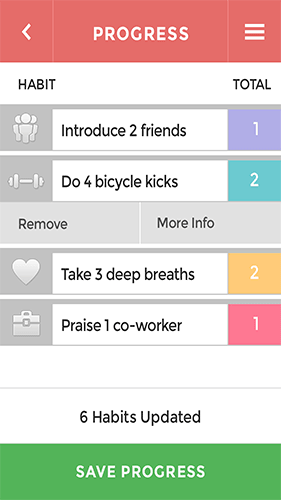 PROGRESS
HABIT TOTAL
Introduce 2 friends 1
Do 4 bicycle kicks 2
Remove More Info
Take 3 deep breaths 2
Praise 1 co-worker 1
6 Habits Updated
SAVE PROGRESS